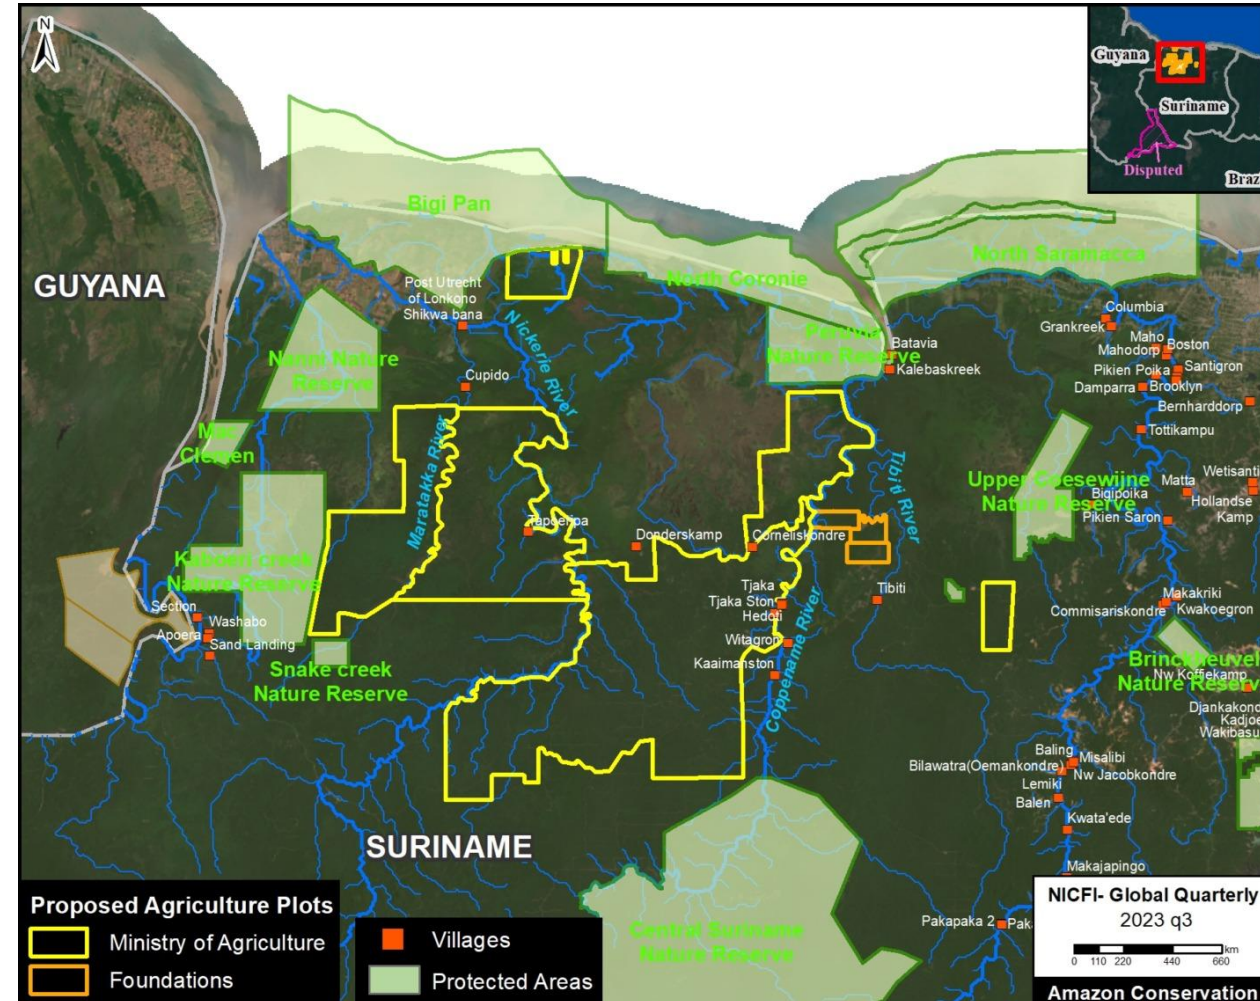 N
Guyana
Suriname
Disputed
Braz
GUYANA
Bigi Pan
North Coronie
North Saramacca
Post Utrecht
of Lonkono
Shikwa bana
Nickerie River
Nanni Nature
Reserve
Cupido
Peruvia
Nature Reserve
Batavia
Kalebaskreek
Columbia
Grankreek
Maho
Boston
Mahodorp
Pikien Poika
Santigron
Damparra
Brooklyn
Bernharddorp
Tottikampu
Mac
Clemen
Maratakka River
Tibiti River
Upper Coesewijne
Nature Reserve
Wetisanti
Matta
Bigipoika
Hollandse
Kamp
Pikien Saron
Kaboeri creek
Nature Reserve
Tapoeripa
Donderskamp
Corneliskondre
Section
Washabo
Apoera
Sand Landing
Snake creek
Nature Reserve
Tjaka
Tjaka Ston
Hedoti
Tibiti
Witagron
Kaaimanston
Coppename River
Makakriki
Commisariskondre
Kwakoegron
Brinckheuvel
Nature Reserve
Nw Koffiekamp
Djankakond
Kadjoe
Wakibasu
Baling
Misalibi
Bilawatra(Oemankondre)
Nw Jacobkondre
Lemiki
Balen
Kwata'ede
Makajapingo
SURINAME
Central Suriname
Nature Reserve
Pakapaka 2
Pak
Proposed Agriculture Plots
Ministry of Agriculture
Foundations
Villages
Protected Areas
NICFI- Global Quarterly
2023 q3
km
0 110 220 440 660
Amazon Conservation